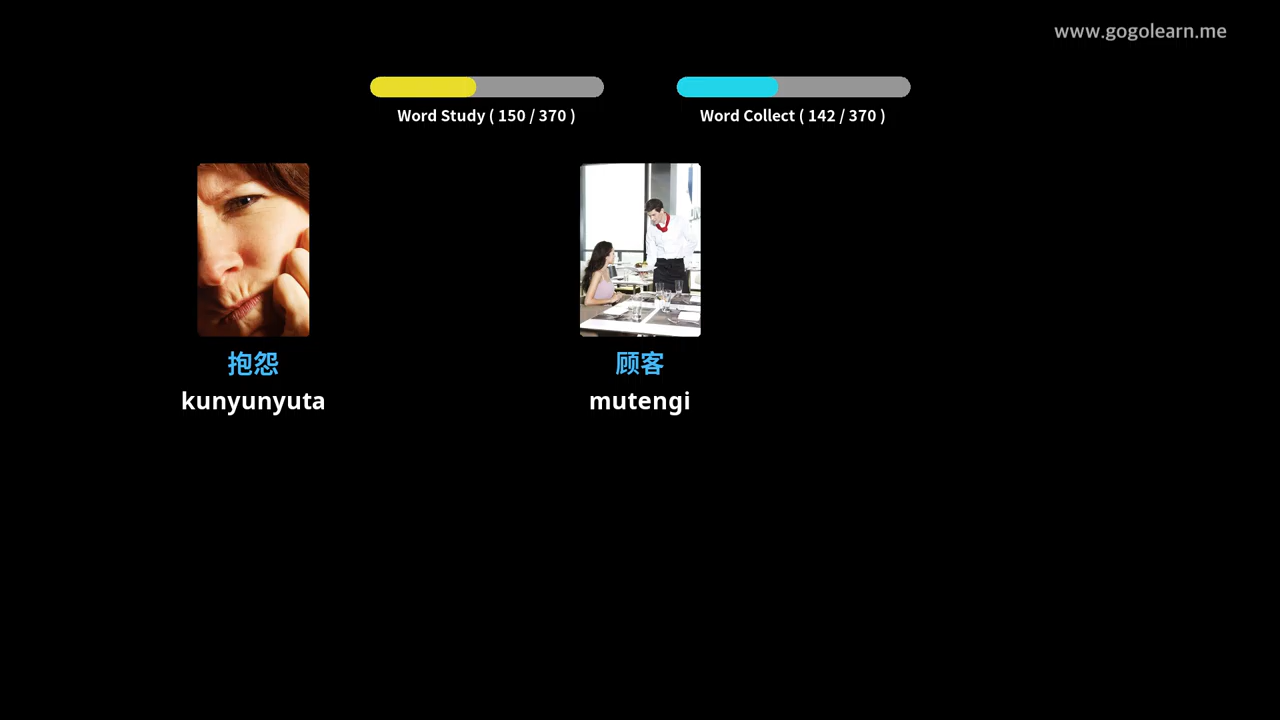 www.gogolearn.me
Word Study ( 150 / 370 )
Word Collect ( 142 / 370 )
抱怨
kunyunyuta
顾客
mutengi